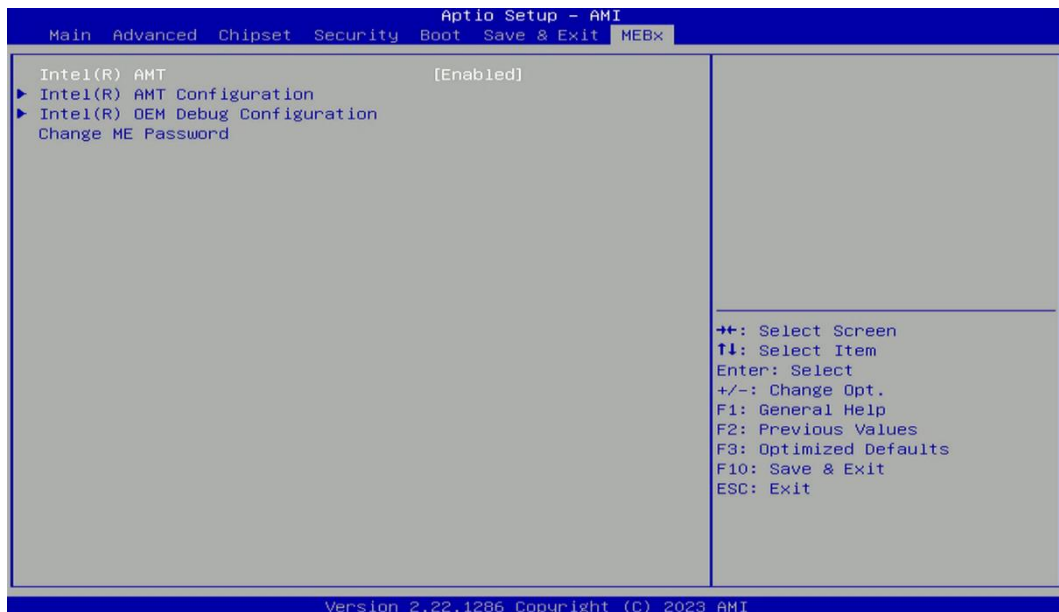 Aptio Setup – AMI
Main Advanced Chipset Security Boot Save & Exit MEBx
Intel(R) AMT [Enabled]
▶ Intel(R) AMT Configuration
▶ Intel(R) OEM Debug Configuration
Change ME Password
→←: Select Screen
↑↓: Select Item
Enter: Select
+/-: Change Opt.
F1: General Help
F2: Previous Values
F3: Optimized Defaults
F10: Save & Exit
ESC: Exit
Version 2.22.1286 Copyright (C) 2023 AMI